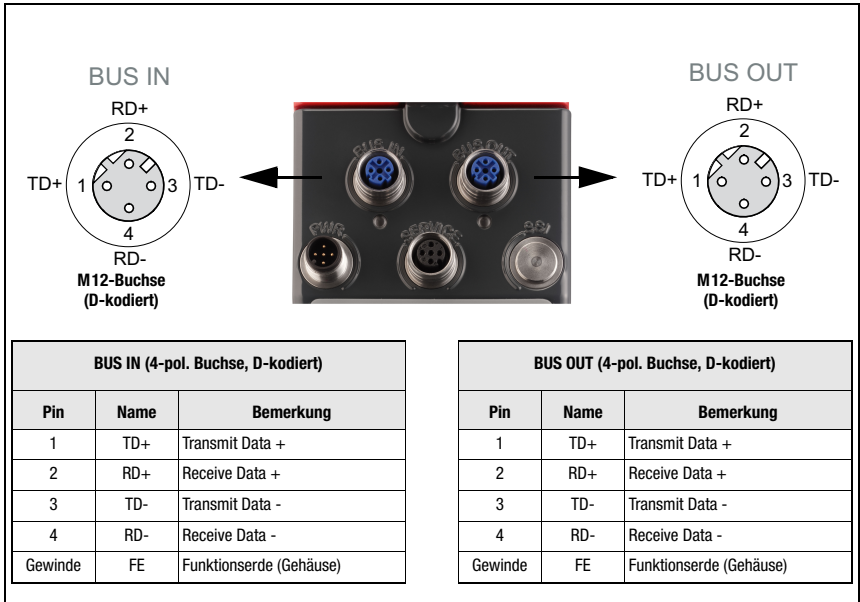 BUS IN
RD+
2
TD+ 1 3 TD-
4
RD-
M12-Buchse
(D-kodiert)
BUS IN BUS OUT
PWR SERVICE SSI
BUS OUT
RD+
2
TD+ 1 3 TD-
4
RD-
M12-Buchse
(D-kodiert)
BUS IN (4-pol. Buchse, D-kodiert)
Pin Name Bemerkung
1 TD+ Transmit Data +
2 RD+ Receive Data +
3 TD- Transmit Data -
4 RD- Receive Data -
Gewinde FE Funktionserde (Gehäuse)
BUS OUT (4-pol. Buchse, D-kodiert)
Pin Name Bemerkung
1 TD+ Transmit Data +
2 RD+ Receive Data +
3 TD- Transmit Data -
4 RD- Receive Data -
Gewinde FE Funktionserde (Gehäuse)